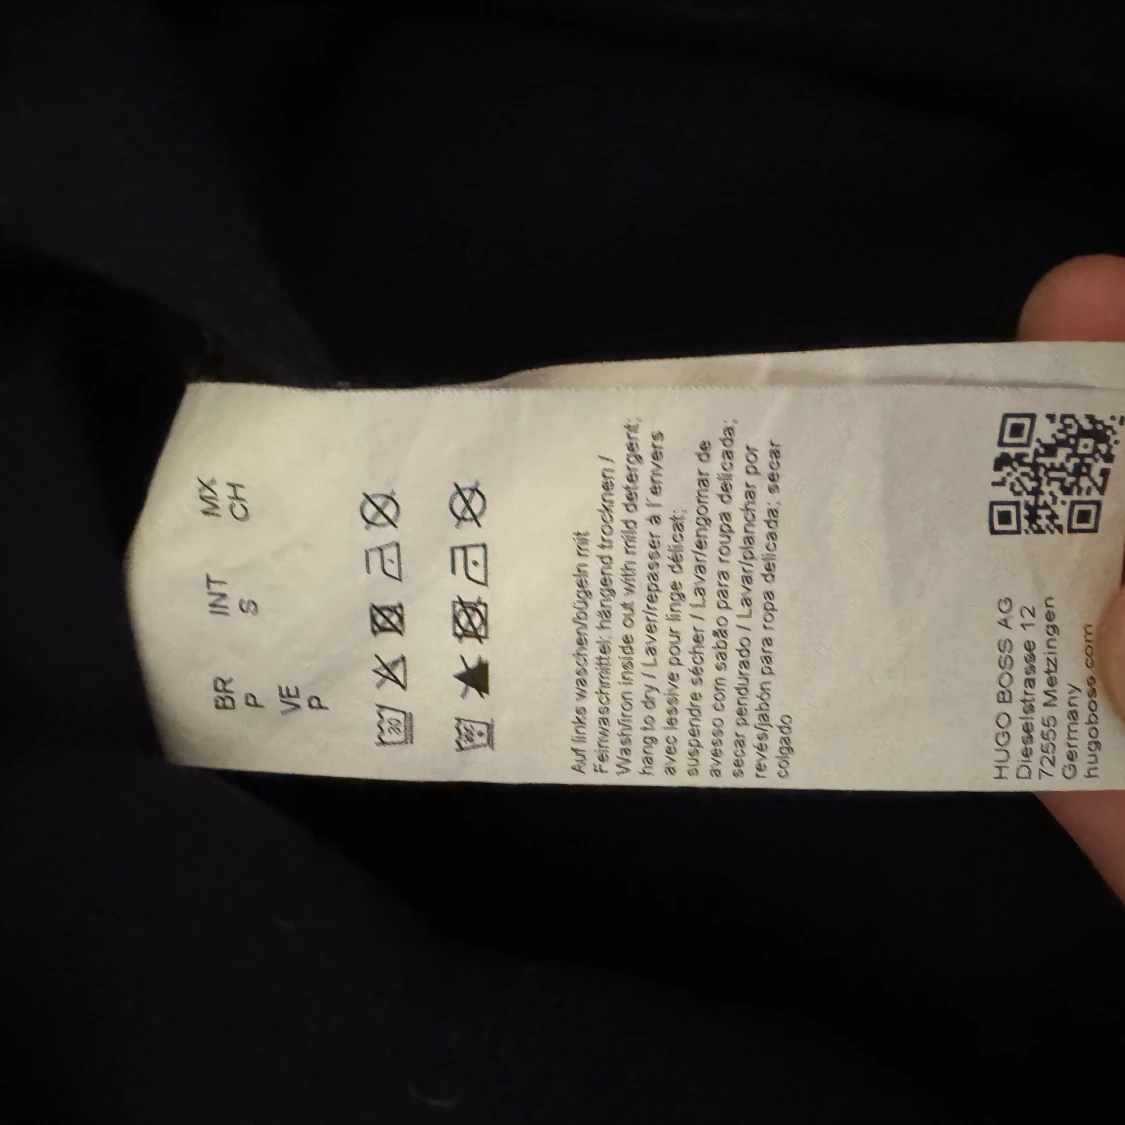 BR INT MX
P S CH
VE
P
30
Auf links waschen/bügeln mit
Feinwaschmittel; hängend trocknen /
Wash/iron inside out with mild detergent;
hang to dry / Laver/repasser à l'envers
avec lessive pour linge délicat;
suspendre sécher / Lavar/engomar de
avesso com sabão para roupa delicada;
secar pendurado / Lavar/planchar por
revés/jabón para ropa delicada; secar
colgado
HUGO BOSS AG
Dieselstrasse 12
72555 Metzingen
Germany
hugoboss.com